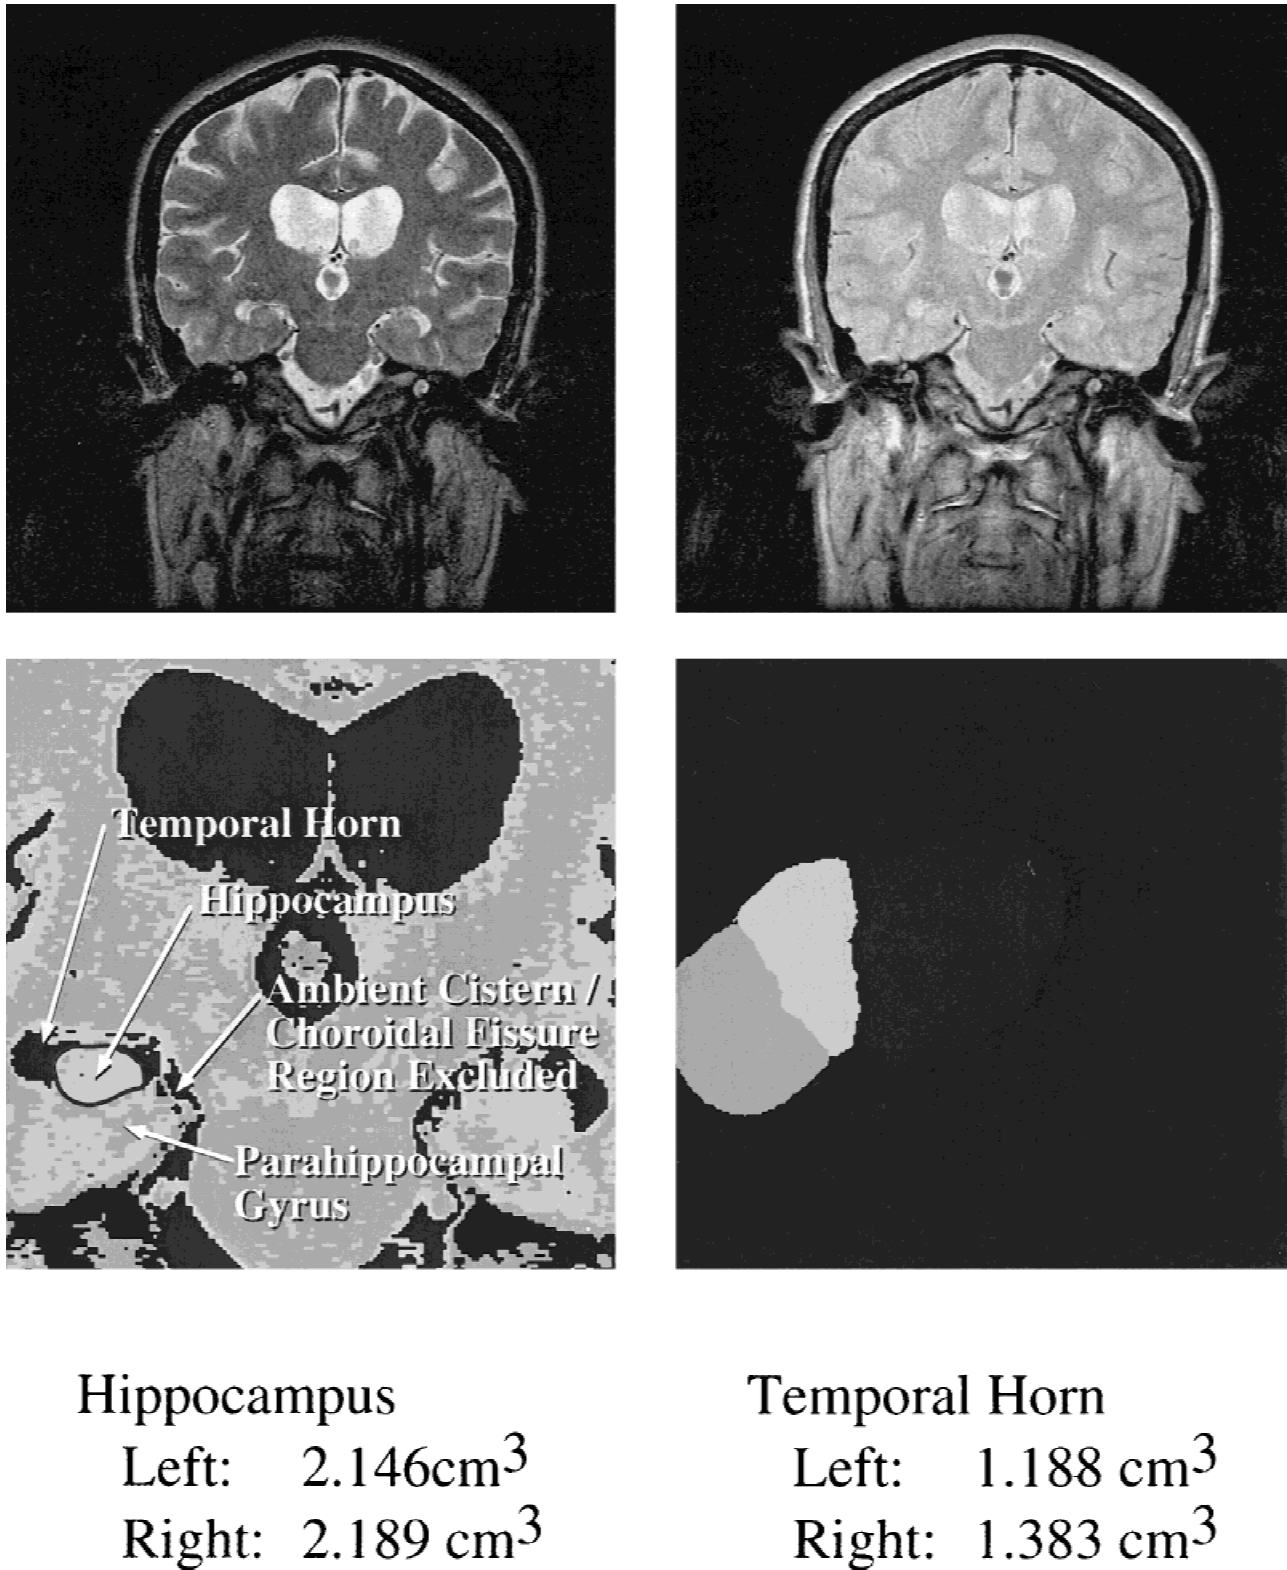 Temporal Horn
Hippocampus
Ambient Cistern /
Choroidal Fissure
Region Excluded
Parahippocampal
Gyrus
Hippocampus
Left: 2.146cm3
Right: 2.189 cm3
Temporal Horn
Left: 1.188 cm3
Right: 1.383 cm3